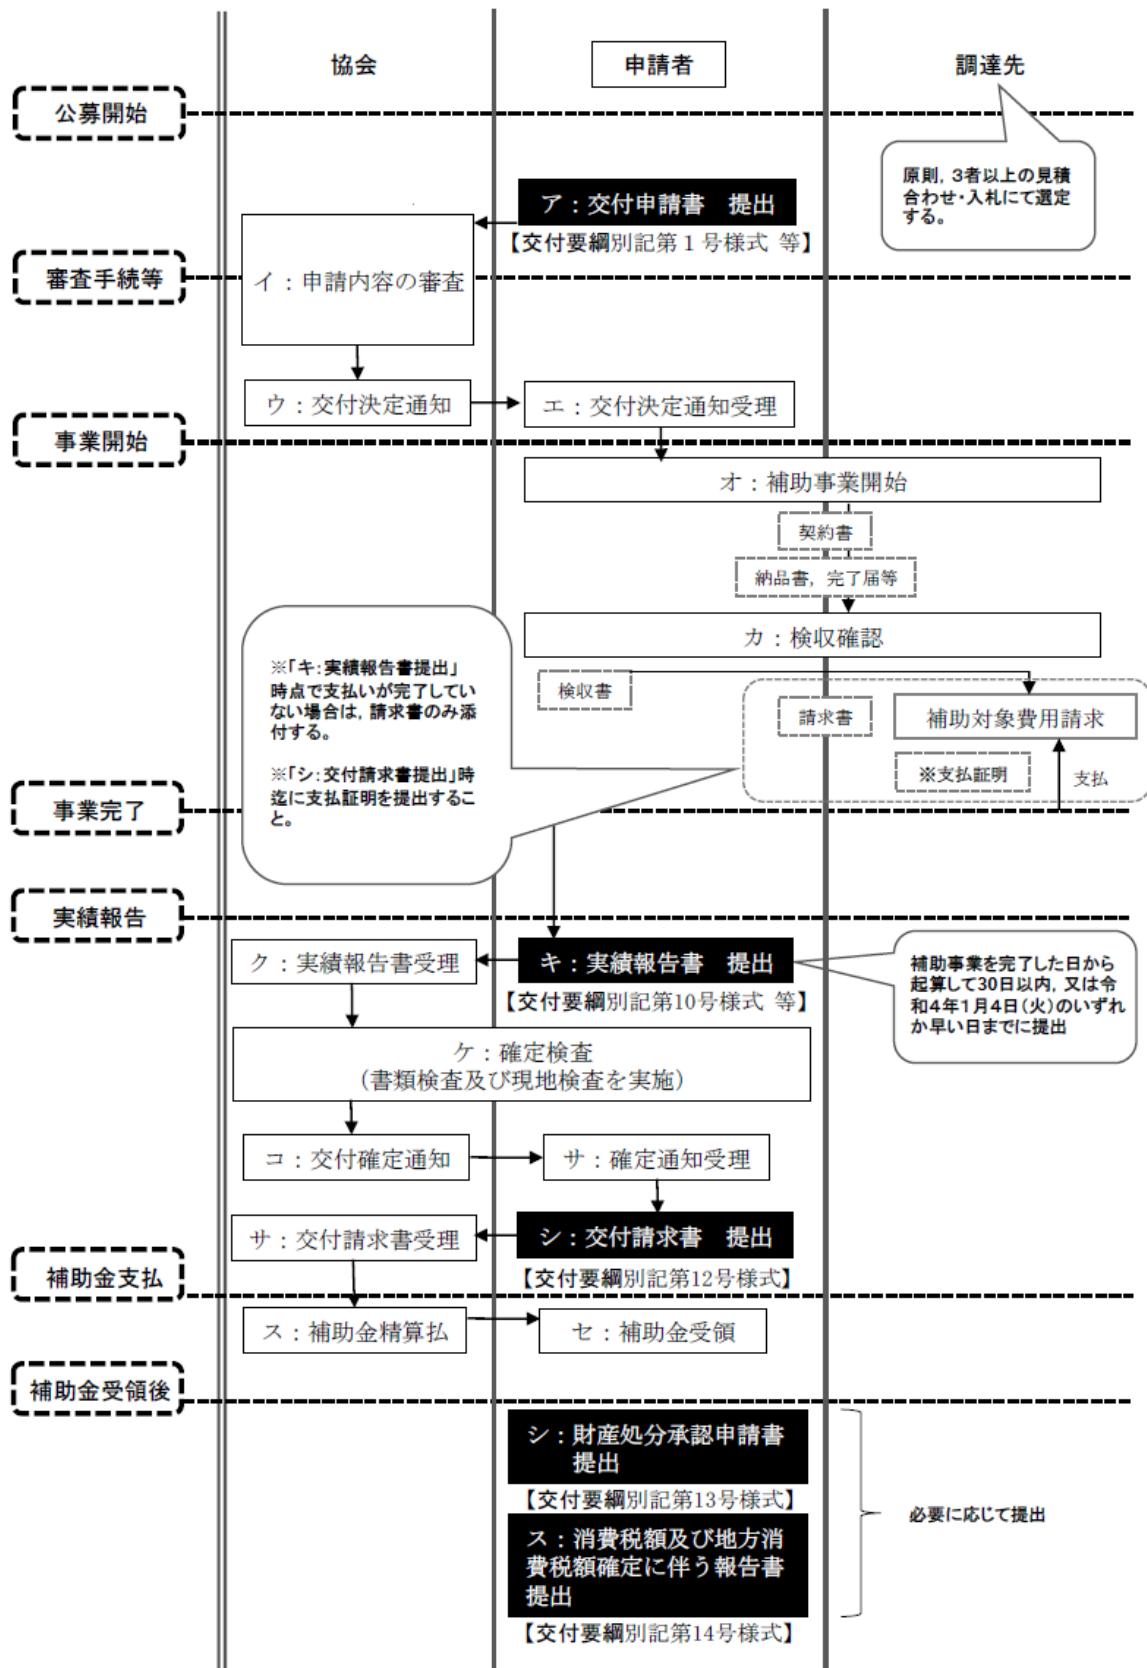 協会
申請者
調達先
公募開始
原則，３者以上の見積
合わせ・入札にて選定
する。
ア：交付申請書　提出
【交付要綱別記第１号様式 等】
審査手続等
イ：申請内容の審査
ウ：交付決定通知
エ：交付決定通知受理
事業開始
オ：補助事業開始
契約書
納品書，完了届等
カ：検収確認
※「キ：実績報告書提出」
時点で支払いが完了してい
ない場合は，請求書のみ添
付する。
※「シ：交付請求書提出」時
迄に支払証明を提出するこ
と。
検収書
請求書
補助対象費用請求
※支払証明
支払
事業完了
実績報告
ク：実績報告書受理
キ：実績報告書　提出
【交付要綱別記第10号様式 等】
補助事業を完了した日から
起算して30日以内，又は令
和４年１月４日（火）のいずれ
か早い日までに提出
ケ：確定検査
（書類検査及び現地検査を実施）
コ：交付確定通知
サ：確定通知受理
サ：交付請求書受理
シ：交付請求書　提出
【交付要綱別記第12号様式】
補助金支払
ス：補助金精算払
セ：補助金受領
補助金受領後
シ：財産処分承認申請書
提出
【交付要綱別記第13号様式】
必要に応じて提出
ス：消費税額及び地方消
費税額確定に伴う報告書
提出
【交付要綱別記第14号様式】